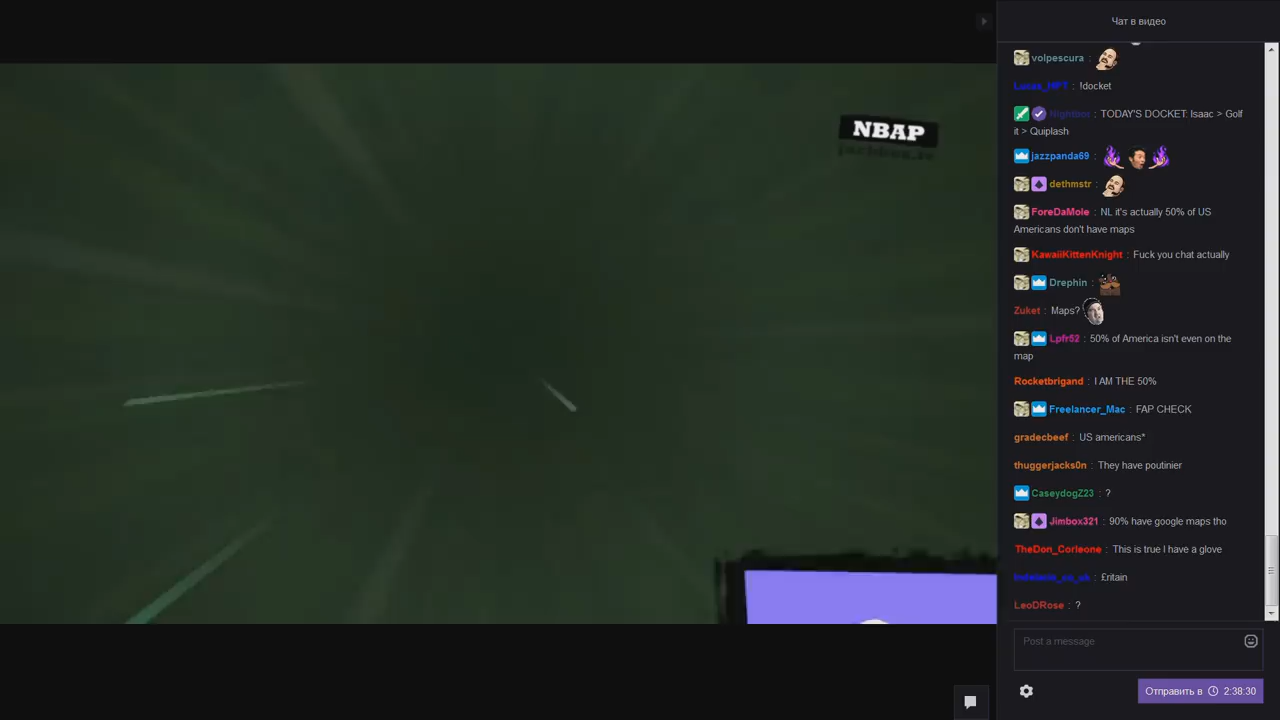 Чат в видео
NBAP
volpescura :
: !docket
Nightbot : TODAY'S DOCKET: Isaac > Golf
it > Quiplash
jazzpanda69 :
dethmstr :
ForeDaMole : NL it's actually 50% of US
Americans don't have maps
KawaiiKittenKnight : Fuck you chat actually
Drephin :
Zuket : Maps?
Lpfr52 : 50% of America isn't even on the
map
Rocketbrigand : I AM THE 50%
Freelancer_Mac : FAP CHECK
gradecbeef : US americans*
thuggerjacks0n : They have poutinier
CaseydogZ23 : ?
Jimbox321 : 90% have google maps tho
TheDon_Corleone : This is true I have a glove
: £ritain
LeoDRose : ?
Post a message
Отправить в 2:38:30